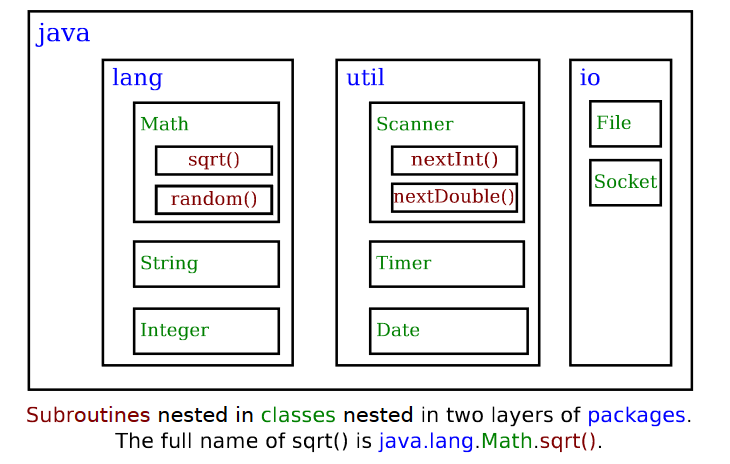 java
lang
Math
sqrt()
random()
String
Integer
util
Scanner
nextInt()
nextDouble()
Timer
Date
io
File
Socket
Subroutines nested in classes nested in two layers of packages.
The full name of sqrt() is java.lang.Math.sqrt().